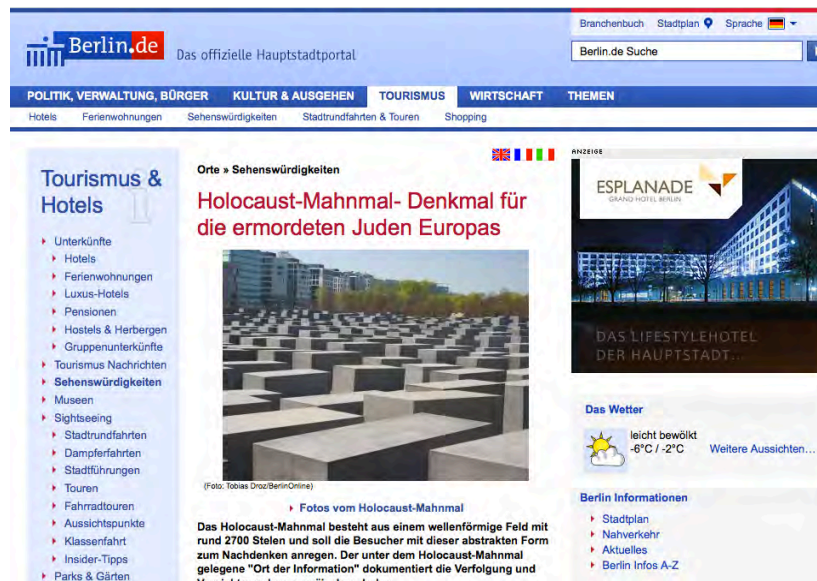 Branchenbuch Stadtplan Sprache
Berlin.de
Das offizielle Hauptstadtportal
Berlin.de Suche
POLITIK, VERWALTUNG, BÜRGER KULTUR & AUSGEHEN TOURISMUS WIRTSCHAFT THEMEN
Hotels Ferienwohnungen Sehenswürdigkeiten Stadtrundfahrten & Touren Shopping
Tourismus &
Hotels
Unterkünfte
Hotels
Ferienwohnungen
Luxus-Hotels
Pensionen
Hostels & Herbergen
Gruppenunterkünfte
Tourismus Nachrichten
Sehenswürdigkeiten
Museen
Sightseeing
Stadtrundfahrten
Dampferfahrten
Stadtführungen
Touren
Fahrradtouren
Aussichtspunkte
Klassenfahrt
Insider-Tipps
Parks & Gärten
Orte » Sehenswürdigkeiten
Holocaust-Mahnmal- Denkmal für
die ermordeten Juden Europas
(Foto: Tobias Droz/BerlinOnline)
Fotos vom Holocaust-Mahnmal
Das Holocaust-Mahnmal besteht aus einem wellenförmige Feld mit
rund 2700 Stelen und soll die Besucher mit dieser abstrakten Form
zum Nachdenken anregen. Der unter dem Holocaust-Mahnmal
gelegene "Ort der Information" dokumentiert die Verfolgung und
ANZEIGE
ESPLANADE
GRAND HOTEL BERLIN
DAS LIFESTYLEHOTEL
DER HAUPTSTADT...
Das Wetter
leicht bewölkt
-6°C / -2°C Weitere Aussichten...
Berlin Informationen
Stadtplan
Nahverkehr
Aktuelles
Berlin Infos A-Z